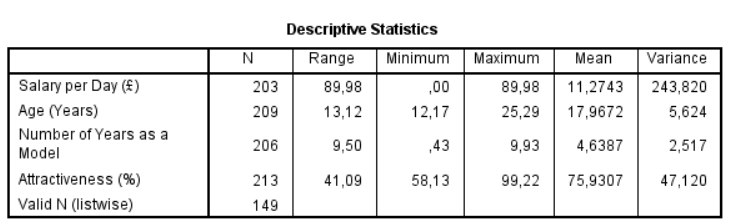 Descriptive Statistics
N Range Minimum Maximum Mean Variance
Salary per Day (£) 203 89,98 ,00 89,98 11,2743 243,820
Age (Years) 209 13,12 12,17 25,29 17,9672 5,624
Number of Years as a
Model 206 9,50 ,43 9,93 4,6387 2,517
Attractiveness (%) 213 41,09 58,13 99,22 75,9307 47,120
Valid N (listwise) 149